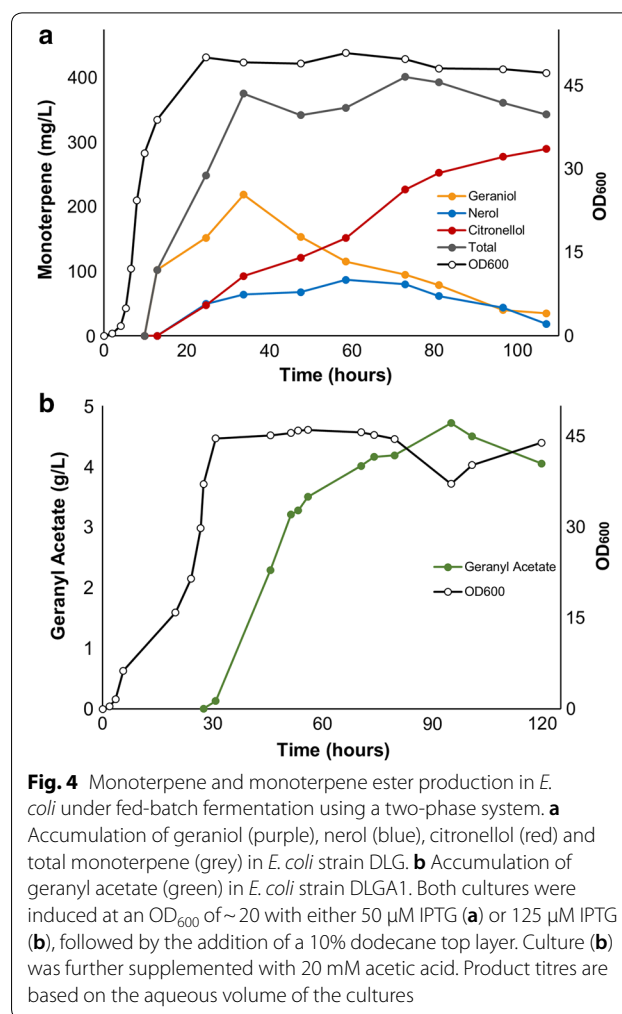 a
Monoterpene (mg/L)
400
300
200
100
0
45
30
15
0
OD600
Geraniol
Nerol
Citronellol
Total
OD600
0 20 40 60 80 100
Time (hours)
b
Geranyl Acetate (g/L)
5
4
3
2
1
0
45
30
15
0
OD600
Geranyl Acetate
OD600
0 30 60 90 120
Time (hours)
Fig. 4 Monoterpene and monoterpene ester production in E.
coli under fed-batch fermentation using a two-phase system. a
Accumulation of geraniol (purple), nerol (blue), citronellol (red) and
total monoterpene (grey) in E. coli strain DLG. b Accumulation of
geranyl acetate (green) in E. coli strain DLGA1. Both cultures were
induced at an OD600 of ~ 20 with either 50 µM IPTG (a) or 125 µM IPTG
(b), followed by the addition of a 10% dodecane top layer. Culture (b)
was further supplemented with 20 mM acetic acid. Product titres are
based on the aqueous volume of the cultures